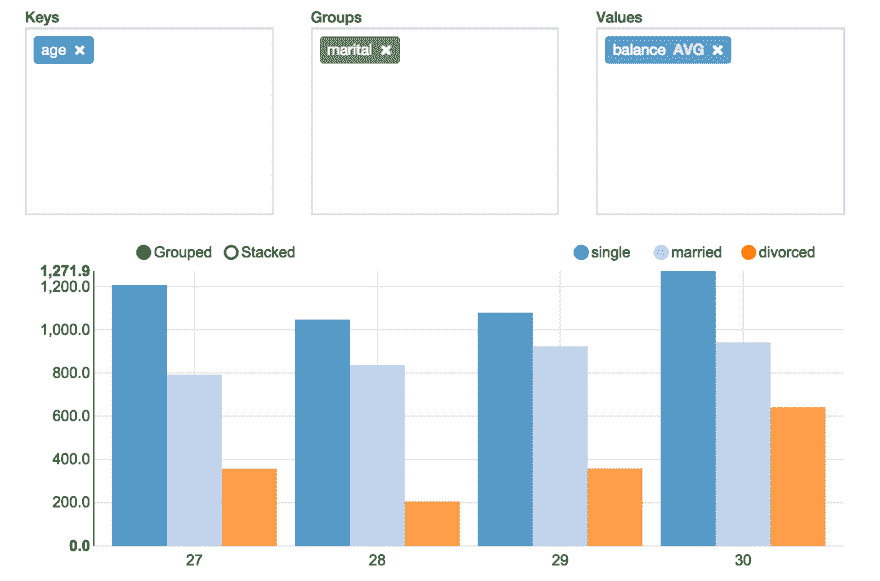 Keys Groups Values
age ✖ marital ✖ balance AVG ✖
Grouped Stacked single married divorced
1,271.9
1,200.0
1,000.0
800.0
600.0
400.0
200.0
0.0
27 28 29 30